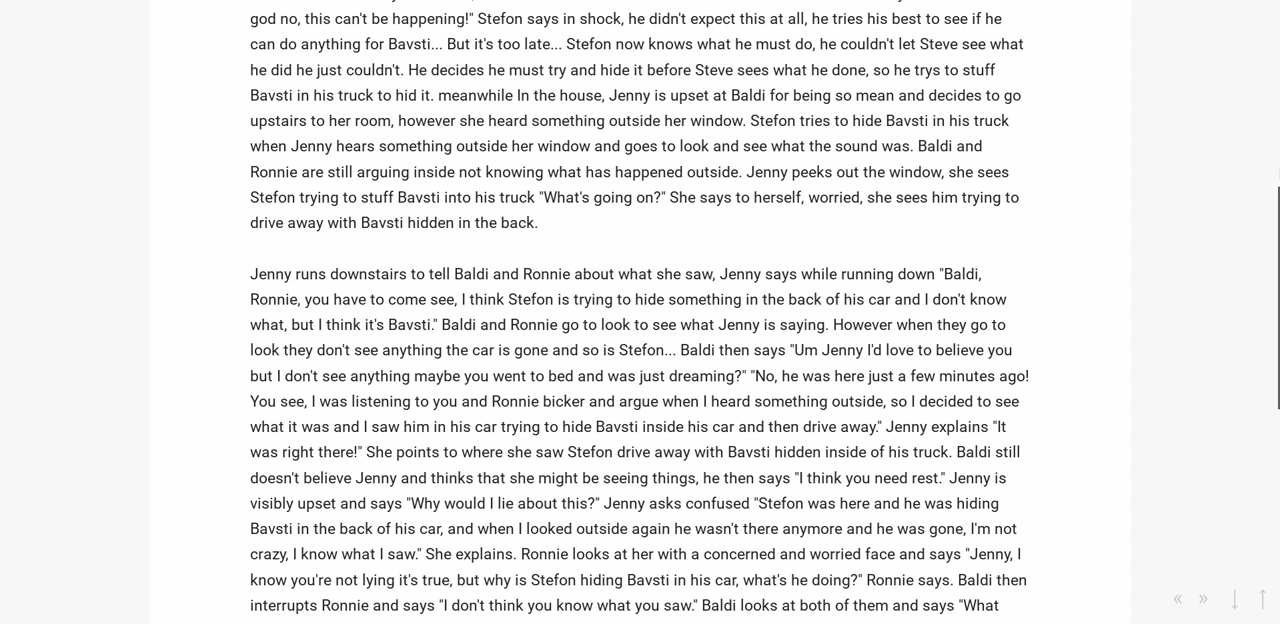 god no, this can't be happening!" Stefon says in shock, he didn't expect this at all, he tries his best to see if he
can do anything for Bavsti... But it's too late... Stefon now knows what he must do, he couldn't let Steve see what
he did he just couldn't. He decides he must try and hide it before Steve sees what he done, so he trys to stuff
Bavsti in his truck to hid it. meanwhile In the house, Jenny is upset at Baldi for being so mean and decides to go
upstairs to her room, however she heard something outside her window. Stefon tries to hide Bavsti in his truck
when Jenny hears something outside her window and goes to look and see what the sound was. Baldi and
Ronnie are still arguing inside not knowing what has happened outside. Jenny peeks out the window, she sees
Stefon trying to stuff Bavsti into his truck "What's going on?" She says to herself, worried, she sees him trying to
drive away with Bavsti hidden in the back.
Jenny runs downstairs to tell Baldi and Ronnie about what she saw, Jenny says while running down "Baldi,
Ronnie, you have to come see, I think Stefon is trying to hide something in the back of his car and I don't know
what, but I think it's Bavsti." Baldi and Ronnie go to look to see what Jenny is saying. However when they go to
look they don't see anything the car is gone and so is Stefon... Baldi then says "Um Jenny I'd love to believe you
but I don't see anything maybe you went to bed and was just dreaming?" "No, he was here just a few minutes ago!
You see, I was listening to you and Ronnie bicker and argue when I heard something outside, so I decided to see
what it was and I saw him in his car trying to hide Bavsti inside his car and then drive away." Jenny explains "It
was right there!" She points to where she saw Stefon drive away with Bavsti hidden inside of his truck. Baldi still
doesn't believe Jenny and thinks that she might be seeing things, he then says "I think you need rest." Jenny is
visibly upset and says "Why would I lie about this?" Jenny asks confused "Stefon was here and he was hiding
Bavsti in the back of his car, and when I looked outside again he wasn't there anymore and he was gone, I'm not
crazy, I know what I saw." She explains. Ronnie looks at her with a concerned and worried face and says "Jenny, I
know you're not lying it's true, but why is Stefon hiding Bavsti in his car, what's he doing?" Ronnie says. Baldi then
interrupts Ronnie and says "I don't think you know what you saw." Baldi looks at both of them and says "What